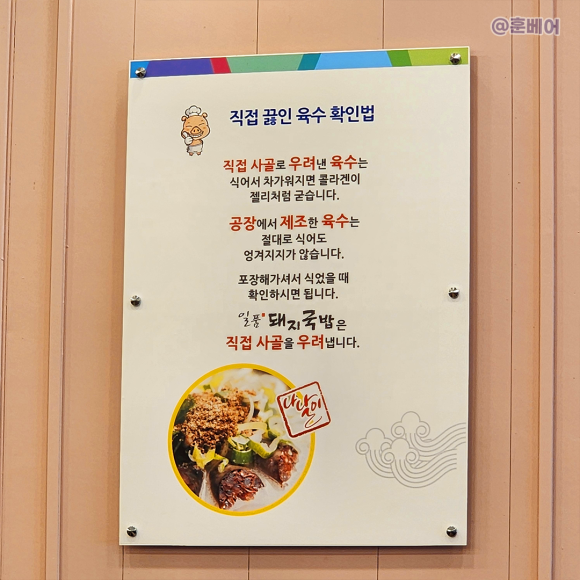 @훈베어
직접 끓인 육수 확인법
직접 사골로 우려낸 육수는
식어서 차가워지면 콜라겐이
젤리처럼 굳습니다.
공장에서 제조한 육수는
절대로 식어도
엉겨지지가 않습니다.
포장해가셔서 식었을 때
확인하시면 됩니다.
일품 돼지국밥은
직접 사골을 우려냅니다.